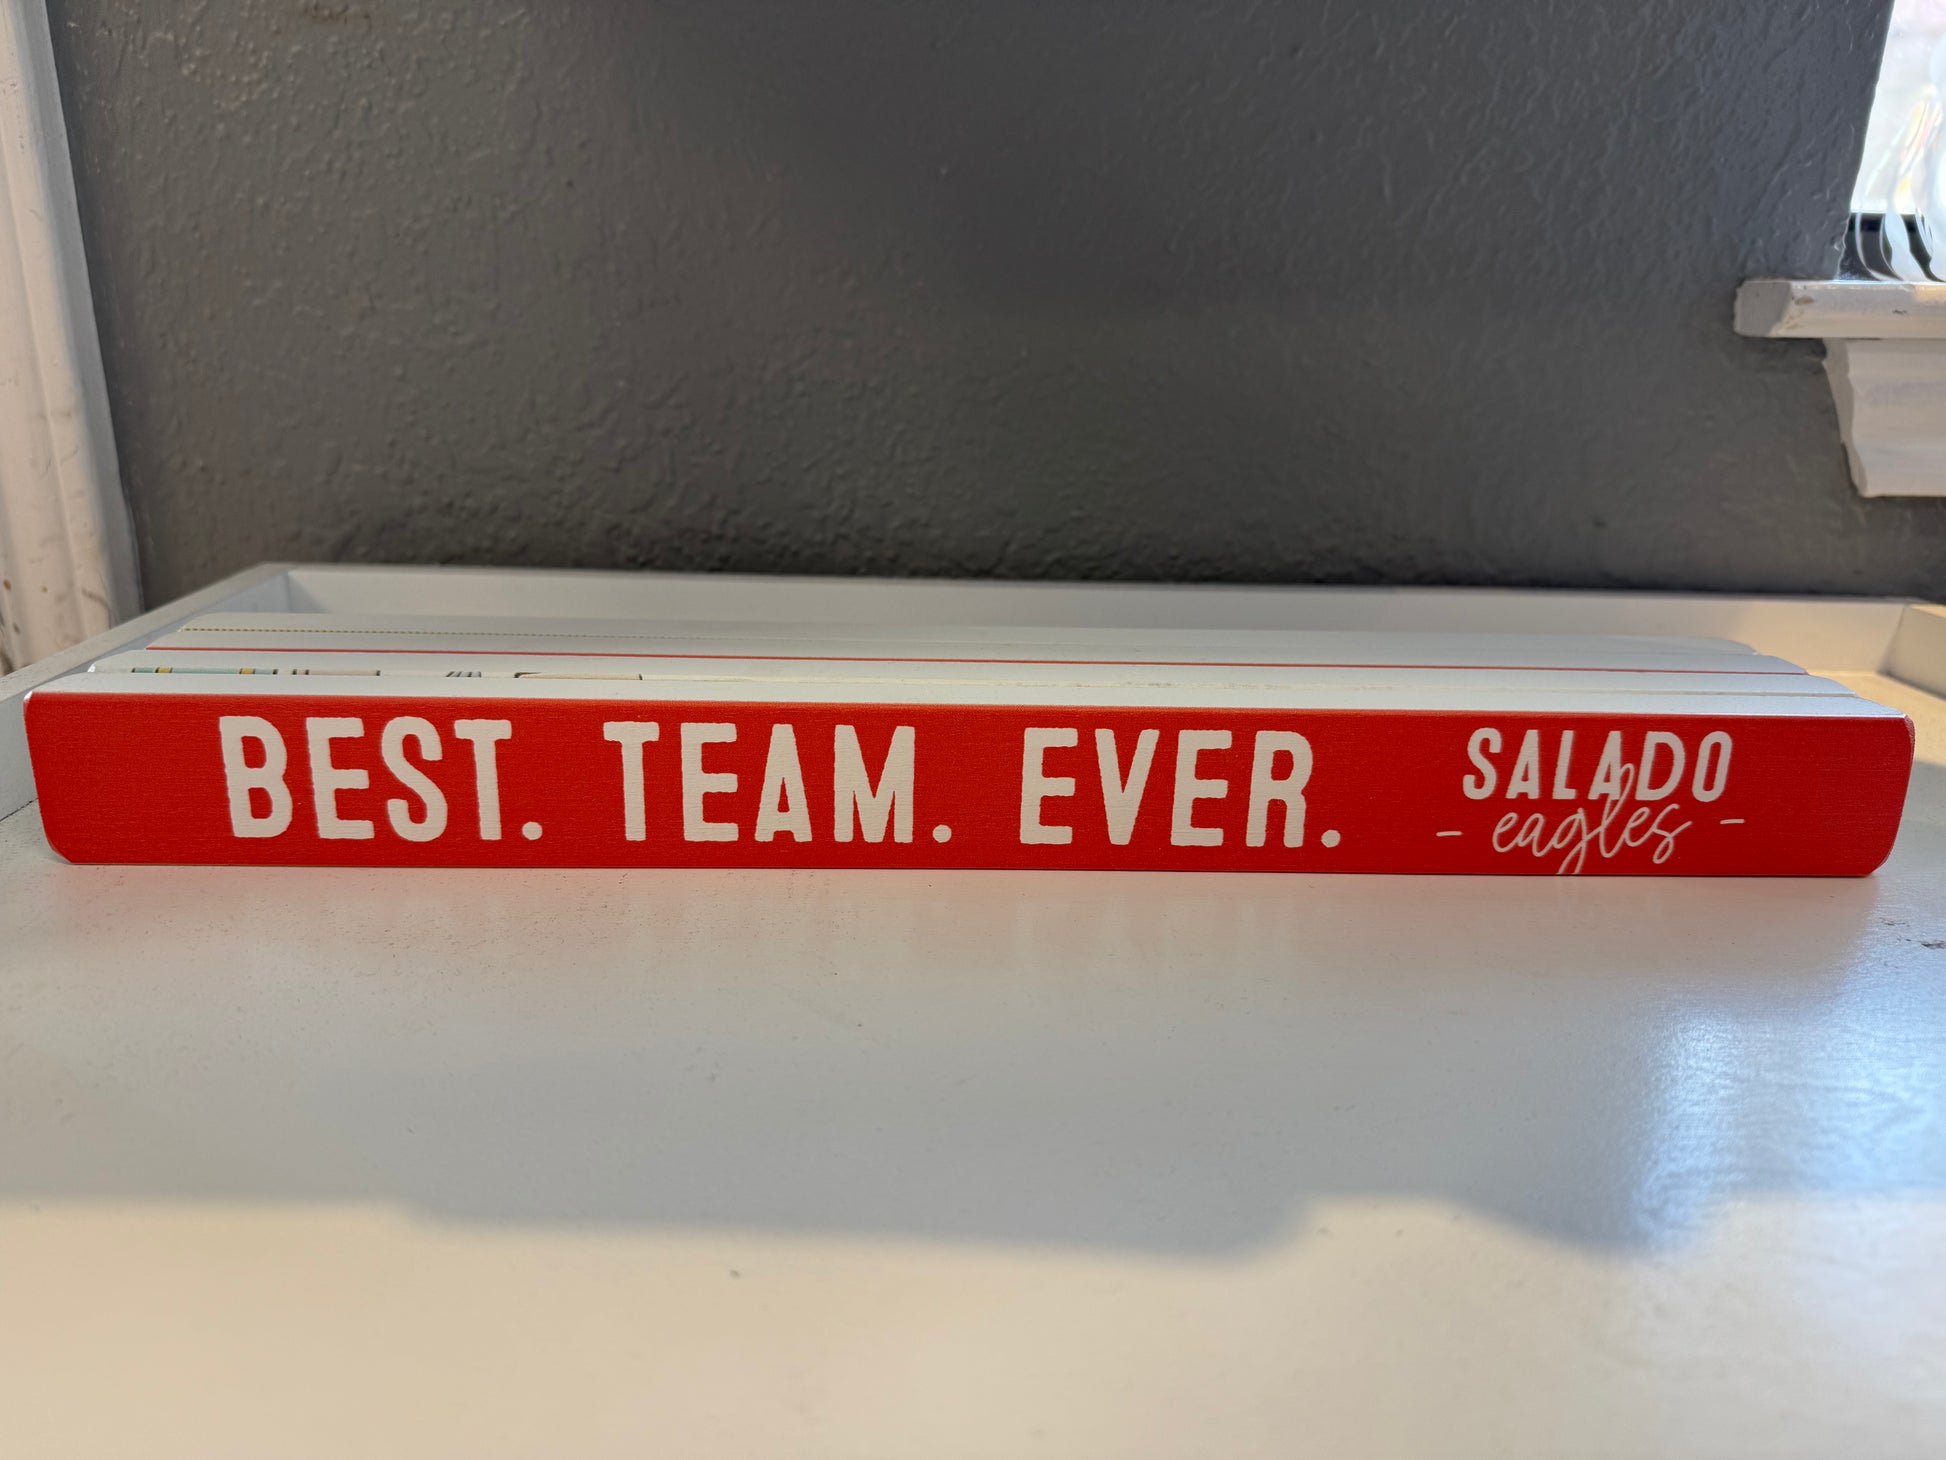 BEST. TEAM. EVER.
SALADO
- eagles -